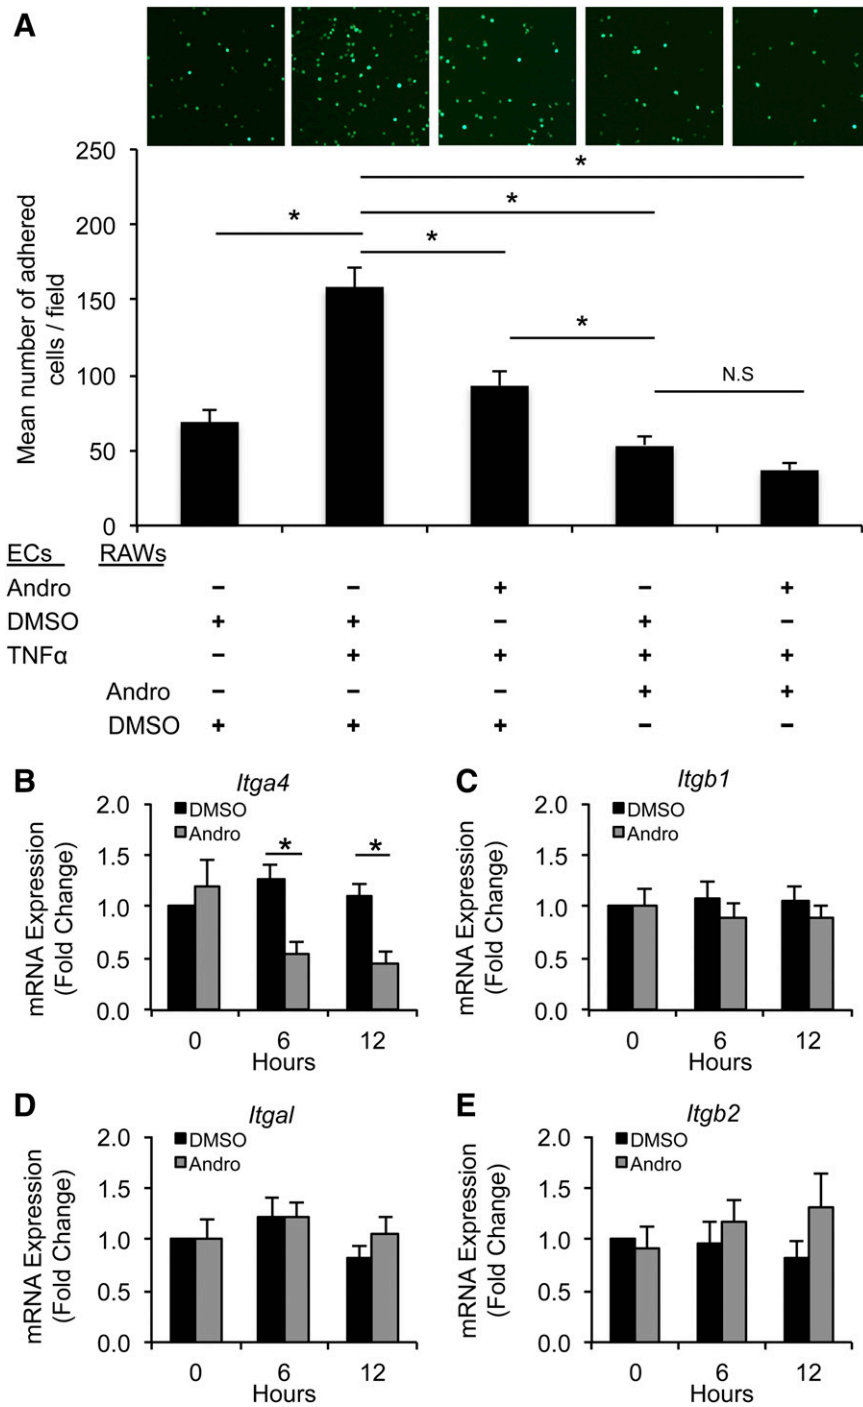 A
Mean number of adhered
cells / field
250
200
150
100
50
0
*
*
*
*
*
N.S
ECs RAWs
Andro − − + − +
DMSO + + − + −
TNFα − + + + +
Andro − − − + +
DMSO + + + − −
B
Itga4
mRNA Expression
(Fold Change)
2.0
1.5
1.0
0.5
0.0
DMSO
Andro
* *
0 6 12
Hours
C
Itgb1
mRNA Expression
(Fold Change)
2.0
1.5
1.0
0.5
0.0
DMSO
Andro
0 6 12
Hours
D
Itgal
mRNA Expression
(Fold Change)
2.0
1.5
1.0
0.5
0.0
DMSO
Andro
0 6 12
Hours
E
Itgb2
mRNA Expression
(Fold Change)
2.0
1.5
1.0
0.5
0.0
DMSO
Andro
0 6 12
Hours